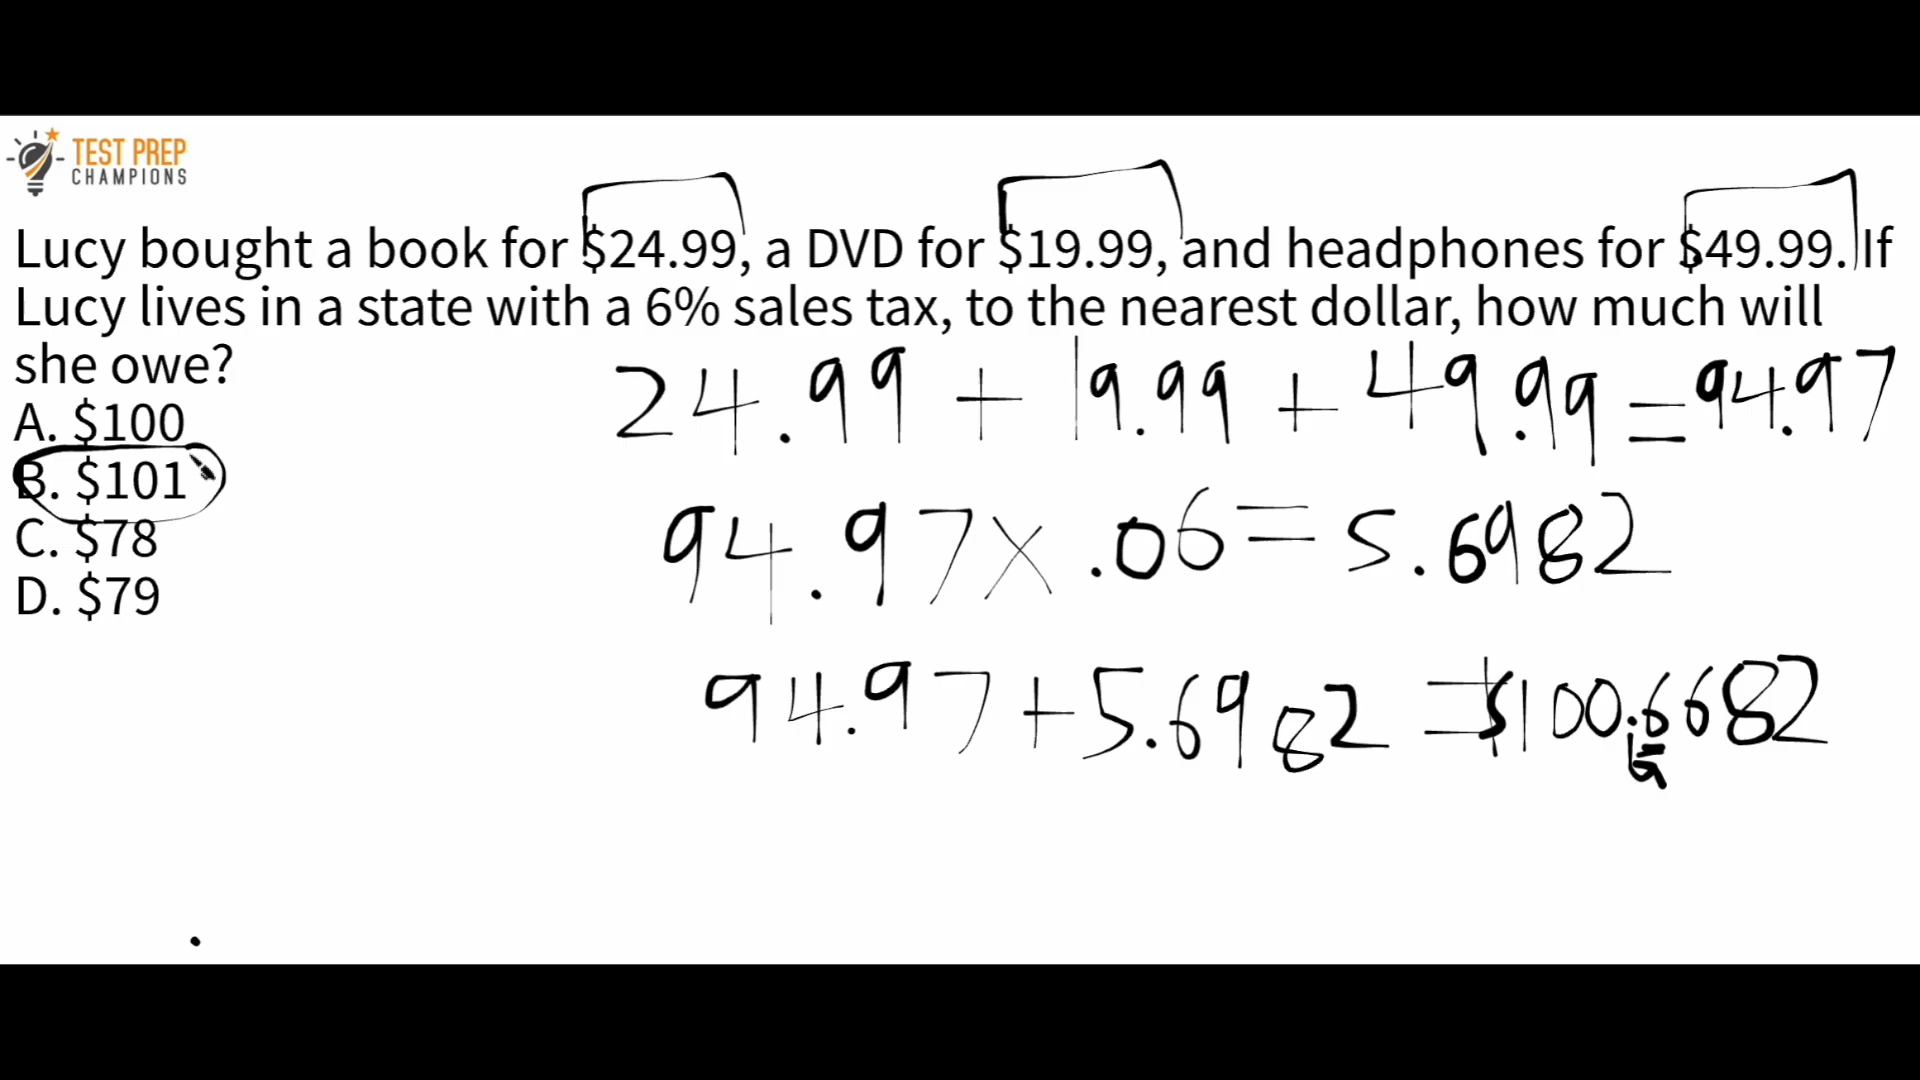 TEST PREP
CHAMPIONS
Lucy bought a book for $24.99, a DVD for $19.99, and headphones for $49.99. If
Lucy lives in a state with a 6% sales tax, to the nearest dollar, how much will
she owe?
24.99 + 19.99 + 49.99 = 94.97
A. $100
B. $101
C. $78
D. $79
94.97 x .06 = 5.6982
94.97 + 5.6982 = $100.6682